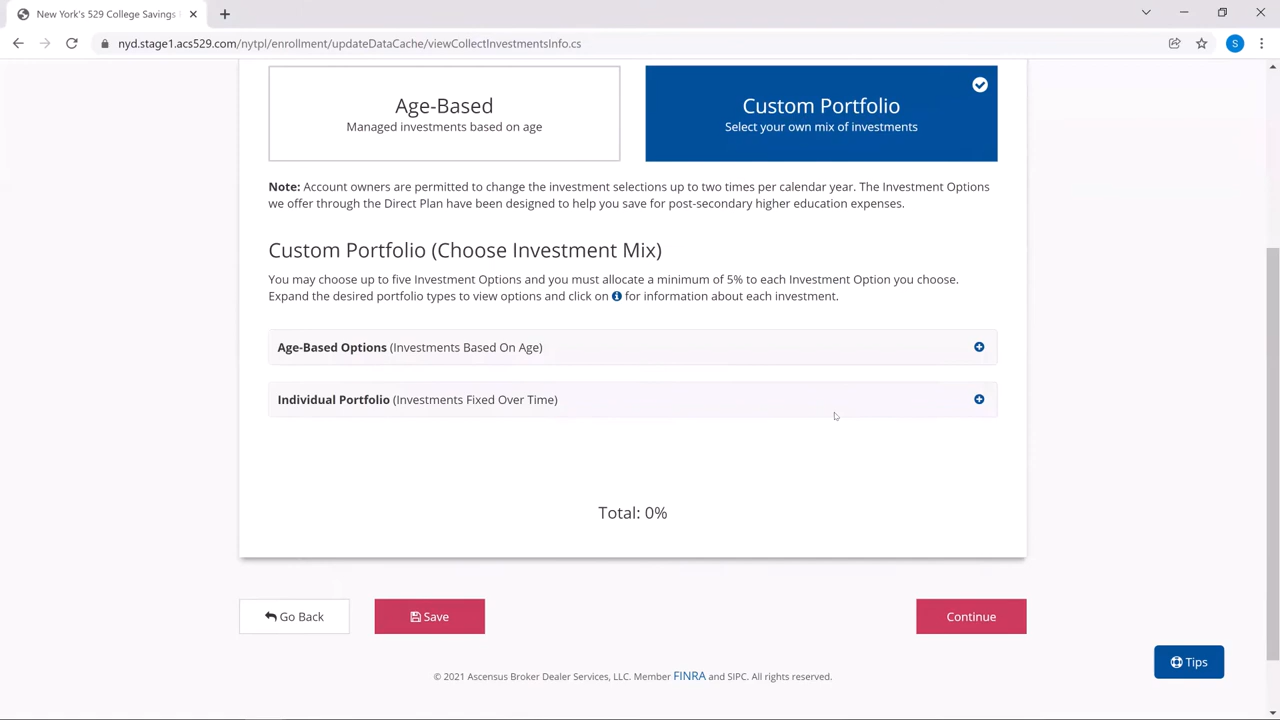 New York's 529 College Savings
nyd.stage1.acs529.com/nytpl/enrollment/updateDataCache/viewCollectInvestmentsInfo.cs
S
Age-Based
Managed investments based on age
Custom Portfolio
Select your own mix of investments
Note: Account owners are permitted to change the investment selections up to two times per calendar year. The Investment Options
we offer through the Direct Plan have been designed to help you save for post-secondary higher education expenses.
Custom Portfolio (Choose Investment Mix)
You may choose up to five Investment Options and you must allocate a minimum of 5% to each Investment Option you choose.
Expand the desired portfolio types to view options and click on i for information about each investment.
Age-Based Options (Investments Based On Age)
Individual Portfolio (Investments Fixed Over Time)
Total: 0%
Go Back
Save
Continue
Tips
© 2021 Ascensus Broker Dealer Services, LLC. Member FINRA and SIPC. All rights reserved.